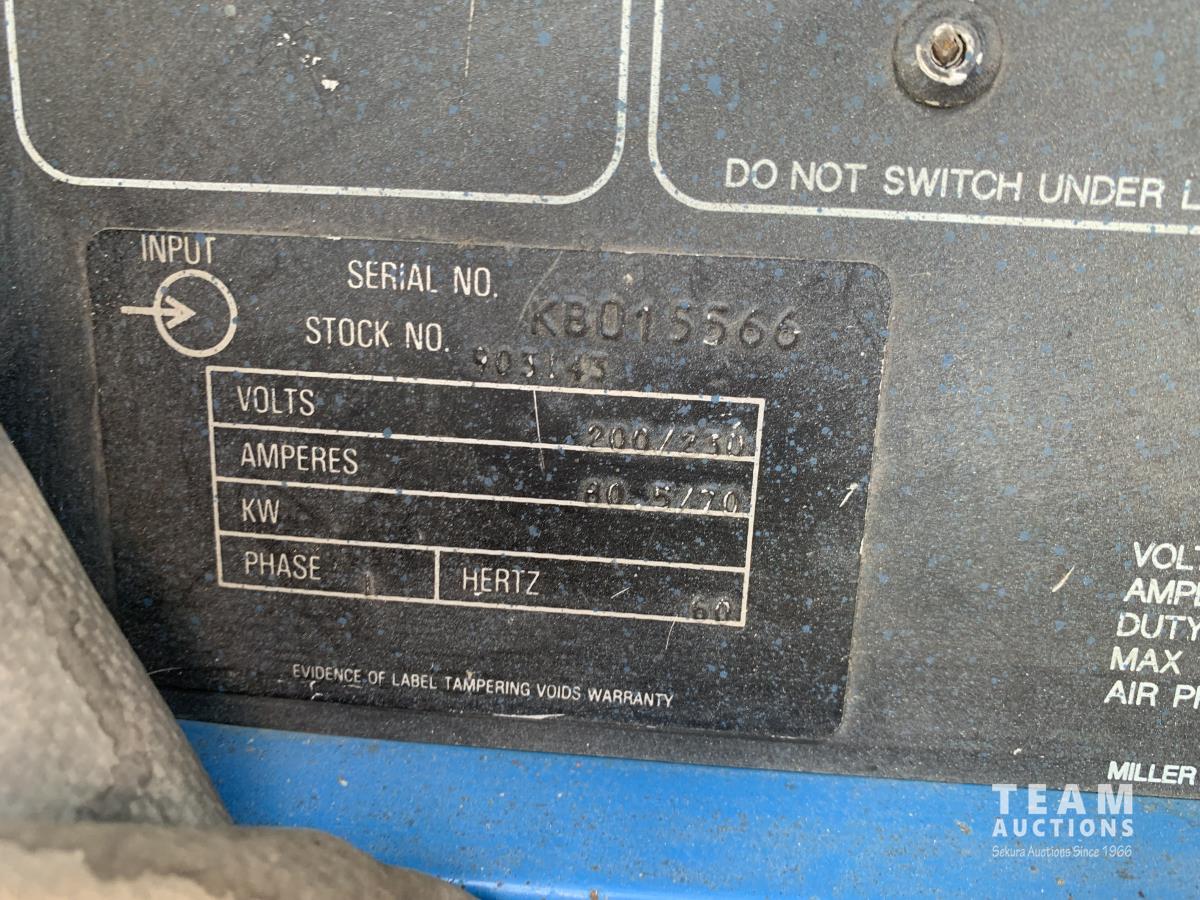 DO NOT SWITCH UNDER L
INPUT
SERIAL NO. KB015566
STOCK NO. 903143
VOLTS 200/230
AMPERES 80.5/70
KW
PHASE 1 HERTZ 60
EVIDENCE OF LABEL TAMPERING VOIDS WARRANTY
VOLT
AMPE
DUTY
MAX
AIR P
MILLER
TEAM
AUCTIONS
Sekura Auctions Since 1966